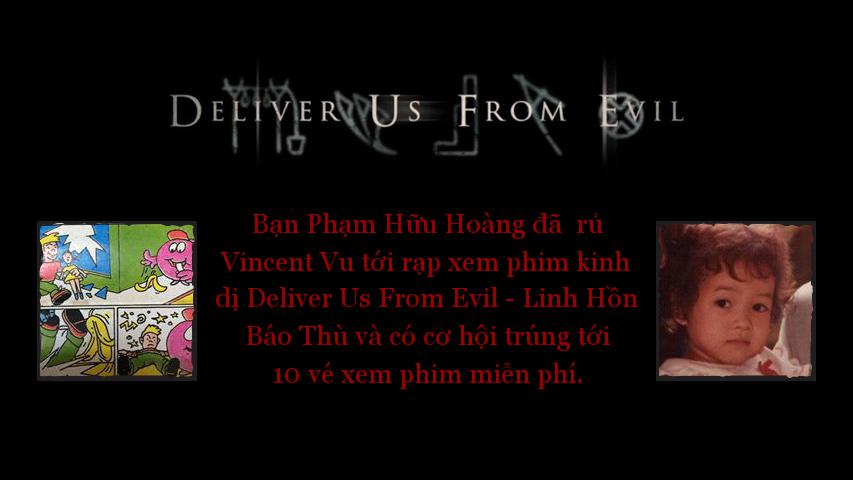 DELIVER US FROM EVIL
Bạn Phạm Hữu Hoàng đã rủ
Vincent Vu tới rạp xem phim kinh
dị Deliver Us From Evil - Linh Hồn
Báo Thù và có cơ hội trúng tới
10 vé xem phim miễn phí.